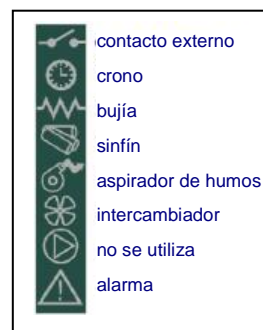 contacto externo
crono
bujía
sinfín
aspirador de humos
intercambiador
no se utiliza
alarma